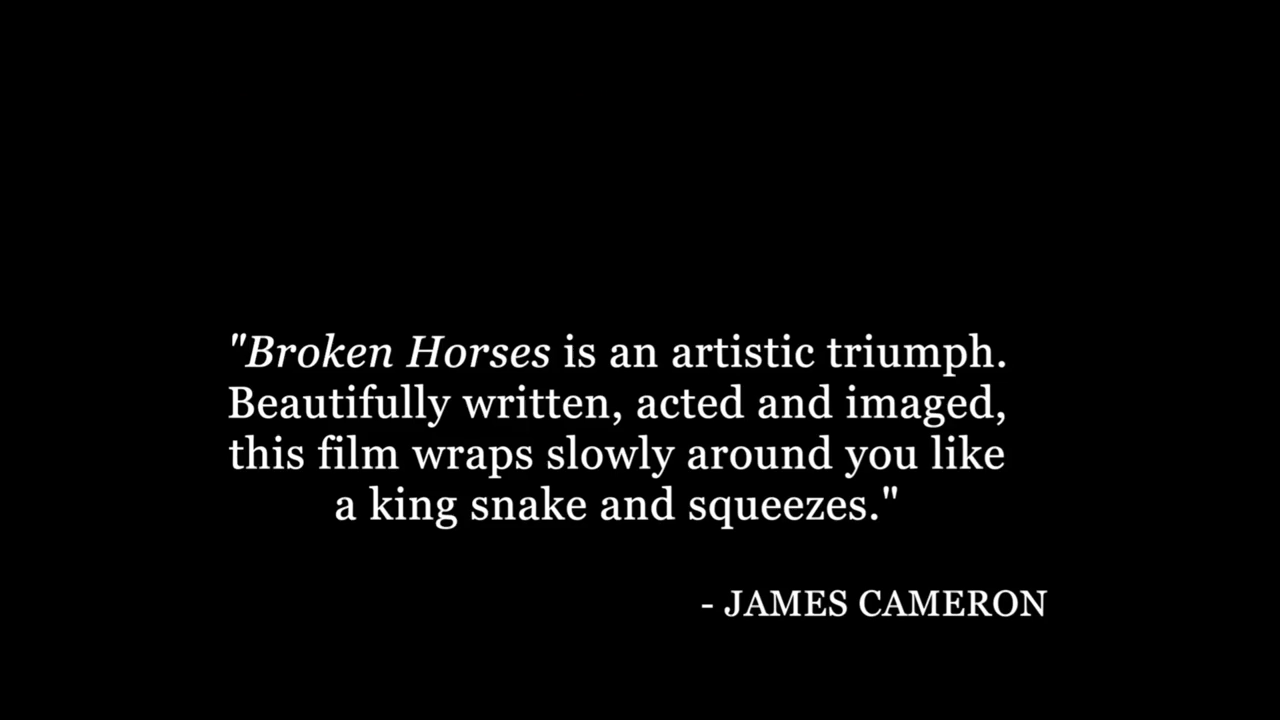 "Broken Horses is an artistic triumph.
Beautifully written, acted and imaged,
this film wraps slowly around you like
a king snake and squeezes."
- JAMES CAMERON